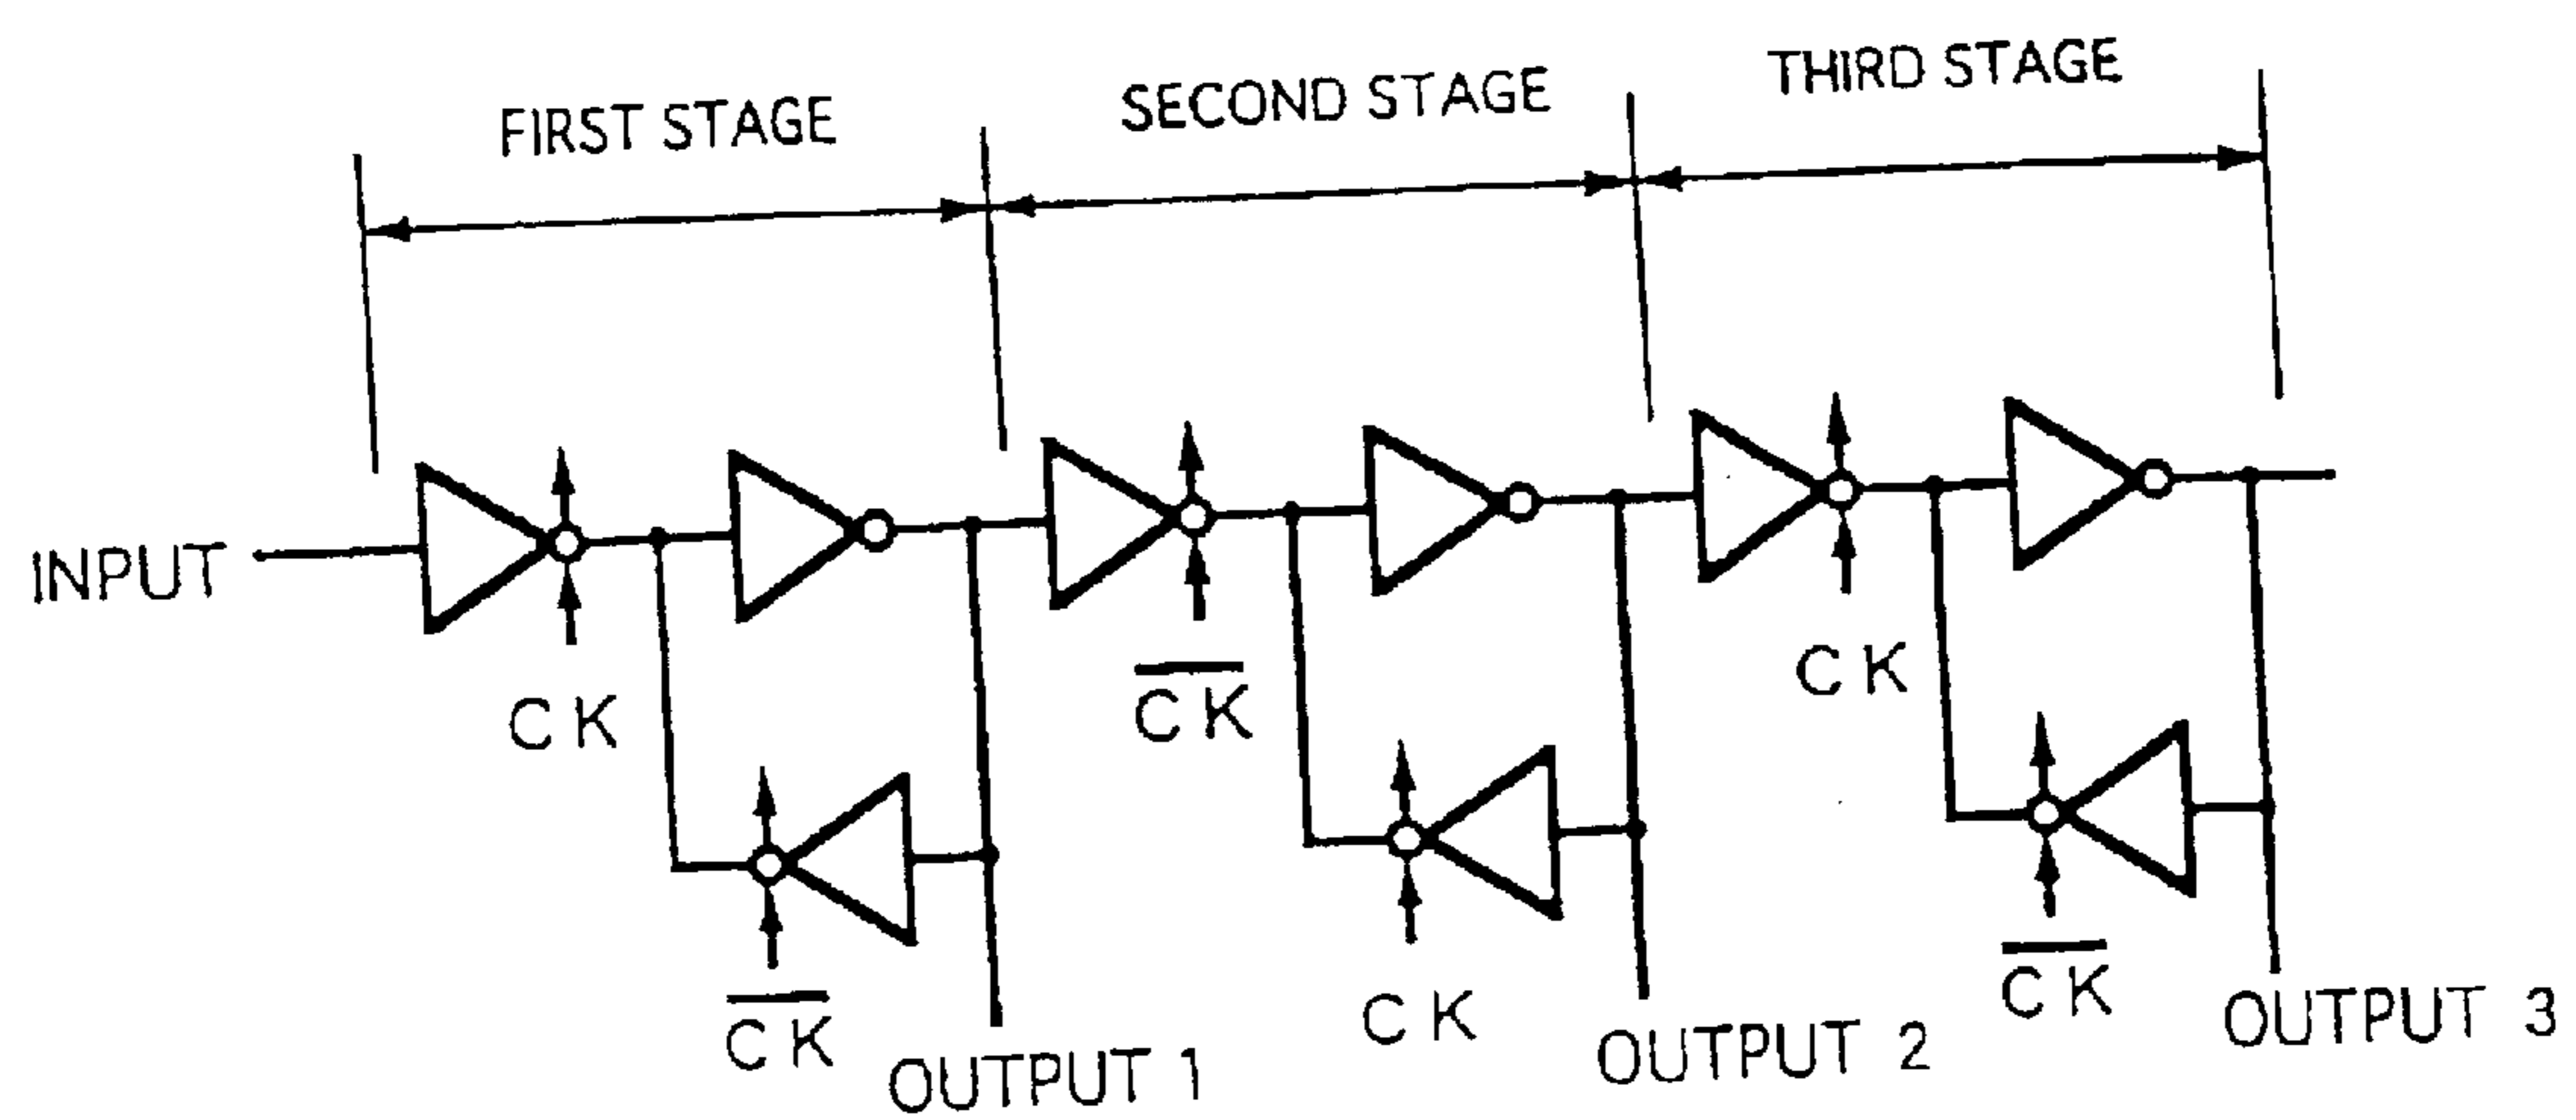 FIRST STAGE
SECOND STAGE
THIRD STAGE
INPUT
CK
C̅K̅
CK
C̅K̅
CK
C̅K̅
OUTPUT 1
OUTPUT 2
OUTPUT 3